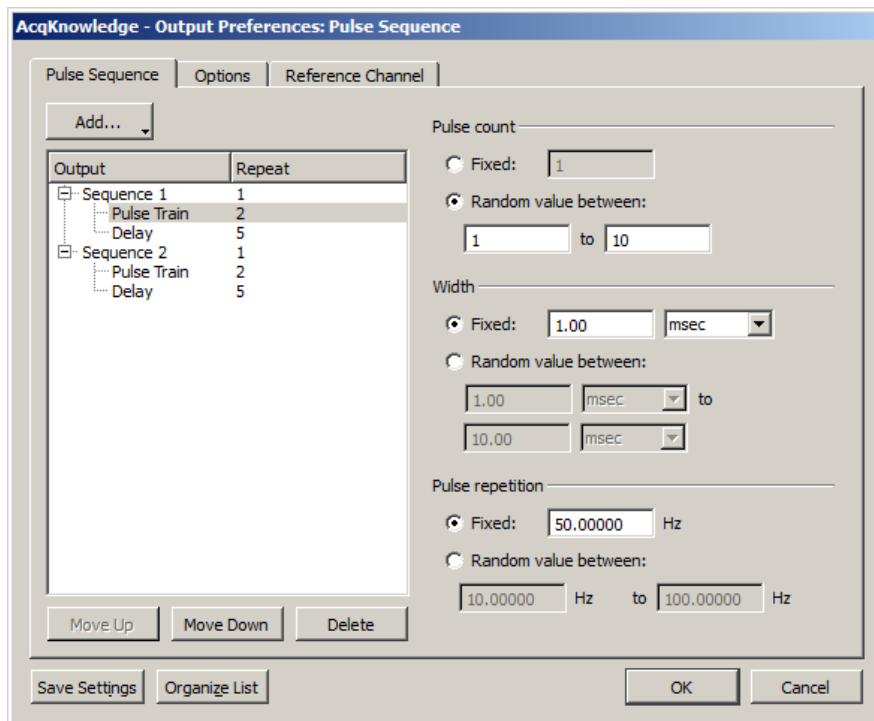 AcqKnowledge - Output Preferences: Pulse Sequence
Pulse Sequence Options Reference Channel
Add...
Output Repeat
Sequence 1 1
Pulse Train 2
Delay 5
Sequence 2 1
Pulse Train 2
Delay 5
Move Up Move Down Delete
Pulse count
Fixed: 1
Random value between:
1 to 10
Width
Fixed: 1.00 msec
Random value between:
1.00 msec to
10.00 msec
Pulse repetition
Fixed: 50.00000 Hz
Random value between:
10.00000 Hz to 100.00000 Hz
Save Settings Organize List OK Cancel